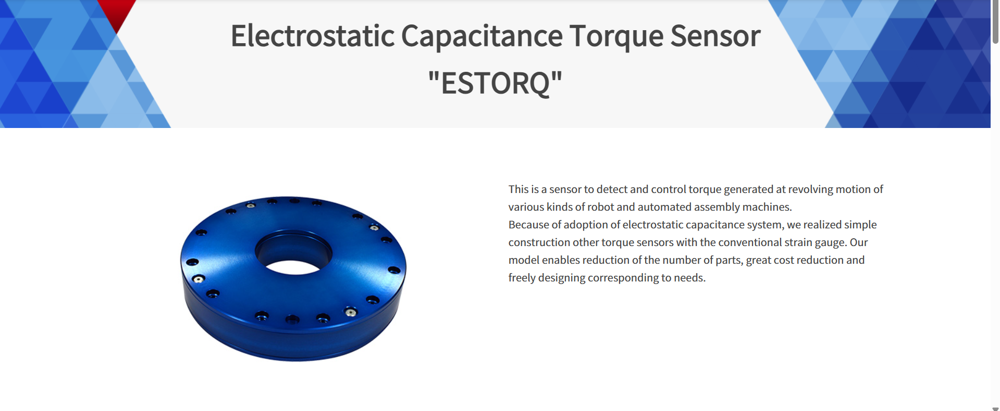 Electrostatic Capacitance Torque Sensor
"ESTORQ"
This is a sensor to detect and control torque generated at revolving motion of
various kinds of robot and automated assembly machines.
Because of adoption of electrostatic capacitance system, we realized simple
construction other torque sensors with the conventional strain gauge. Our
model enables reduction of the number of parts, great cost reduction and
freely designing corresponding to needs.